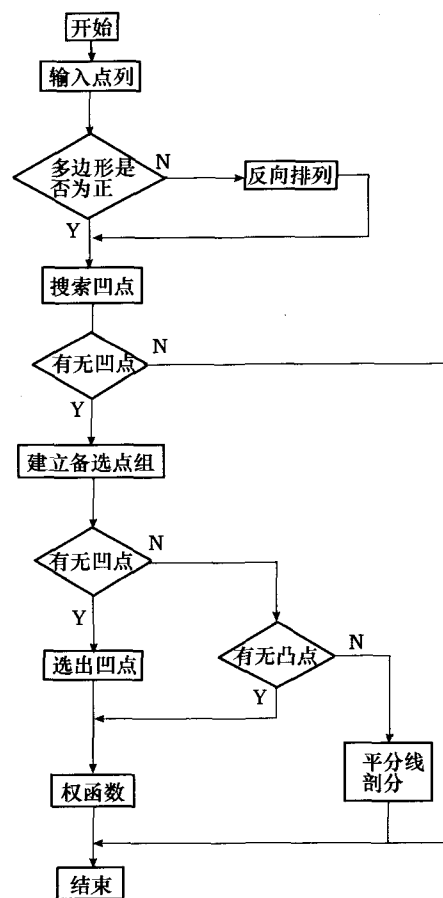 开始
输入点列
多边形是
否为正
N
反向排列
Y
搜索凹点
有无凹点
N
Y
建立备选点组
有无凹点
N
Y
选出凹点
有无凸点
N
Y
平分线
剖分
权函数
结束